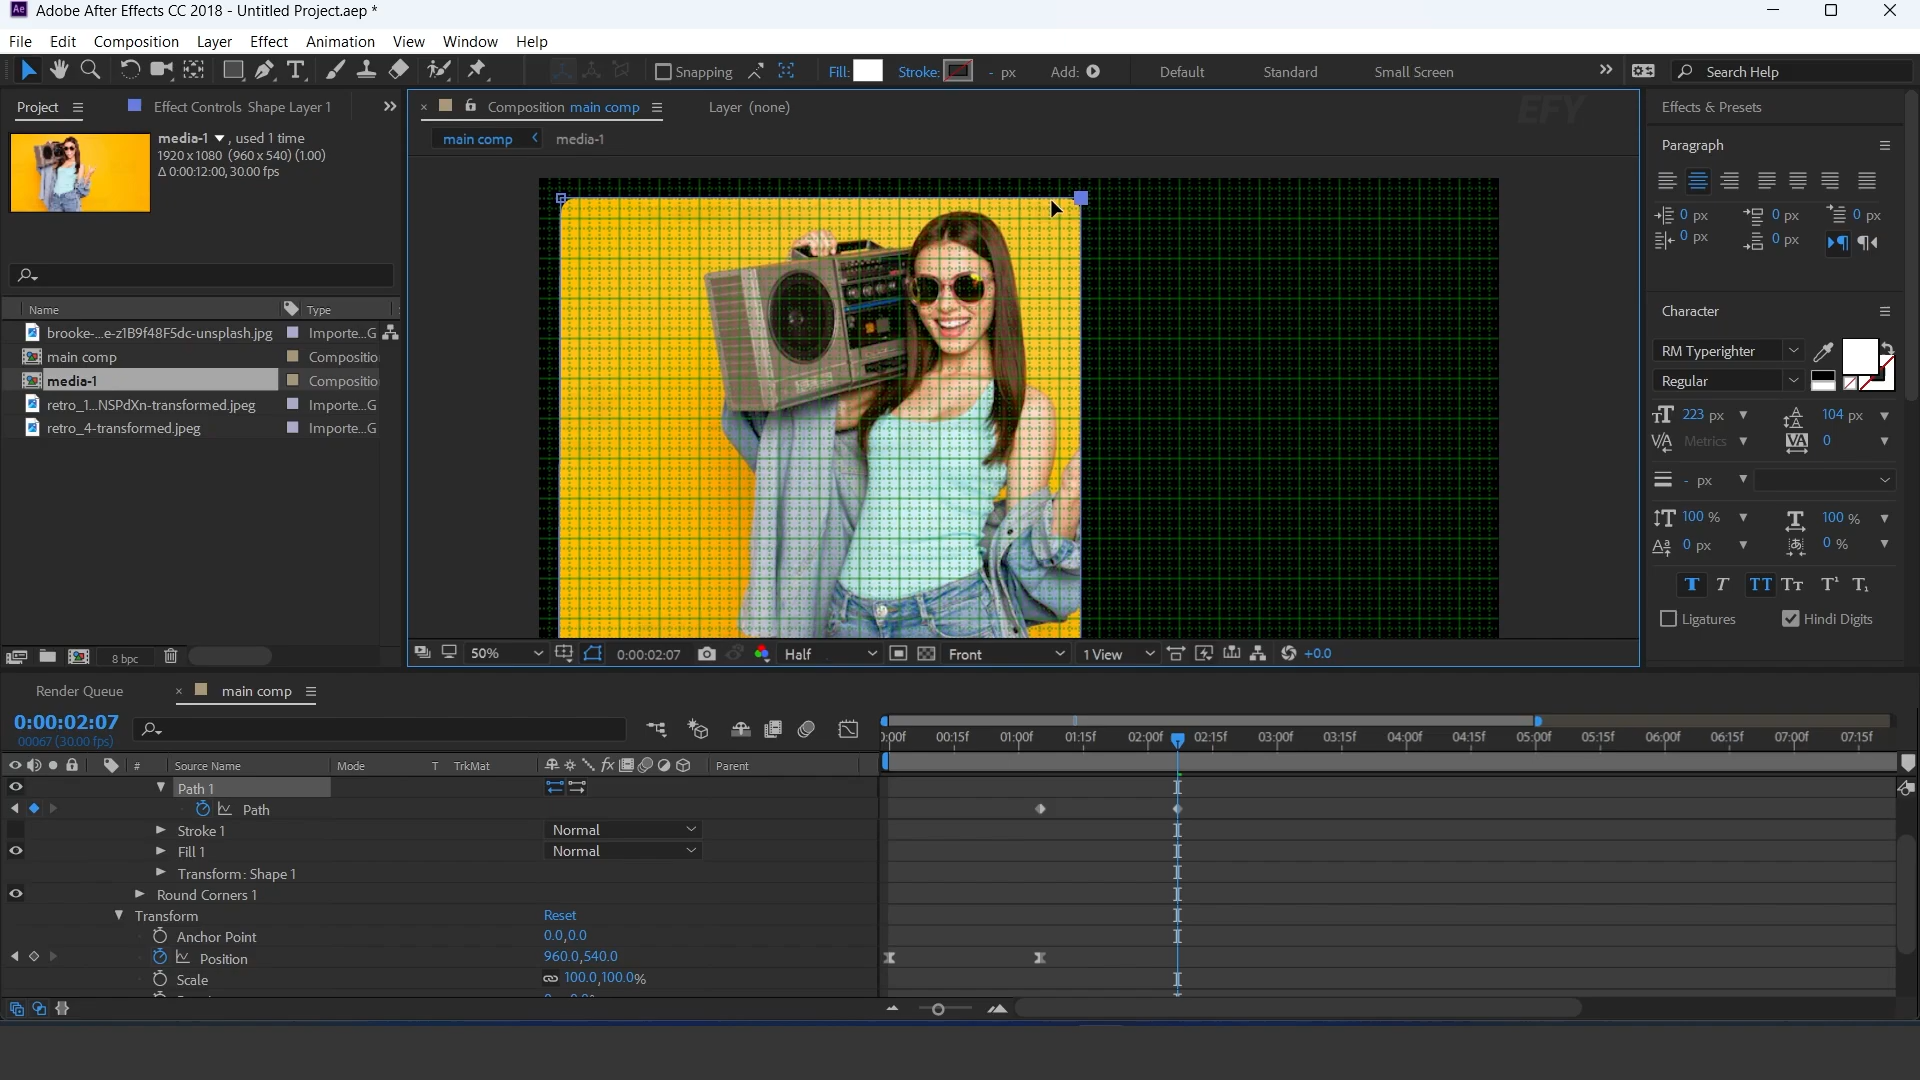 Ae Adobe After Effects CC 2018 - Untitled Project.aep *
File Edit Composition Layer Effect Animation View Window Help
Snapping Fill: Stroke: - px Add: Default Standard Small Screen Search Help
Project Effect Controls Shape Layer 1 Composition main comp Layer (none) EFY Effects & Presets
media-1 , used 1 time
1920 x 1080 (960 x 540) (1.00)
Δ 0:00:12:00, 30.00 fps
main comp media-1
Paragraph
0 px 0 px 0 px
0 px 0 px
Name Type
brooke-...e-z1B9f48F5dc-unsplash.jpg Importe...G
main comp Compositio
media-1 Compositio
retro_1...NSPdXn-transformed.jpeg Importe...G
retro_4-transformed.jpeg Importe...G
Character
RM Typerighter
Regular
223 px 104 px
Metrics 0
- px
100 % 100 %
0 px 0 %
T T TT Tt T¹ T₁
Ligatures Hindi Digits
8 bpc 50% 0:00:02:07 Half Front 1 View +0.0
Render Queue main comp
0:00:02:07
00067 (30.00 fps)
):00f 00:15f 01:00f 01:15f 02:00f 02:15f 03:00f 03:15f 04:00f 04:15f 05:00f 05:15f 06:00f 06:15f 07:00f 07:15f
# Source Name Mode T TrkMat Parent
Path 1
Path
Stroke 1 Normal
Fill 1 Normal
Transform: Shape 1
Round Corners 1
Transform Reset
Anchor Point 0.0,0.0
Position 960.0,540.0
Scale 100.0,100.0%